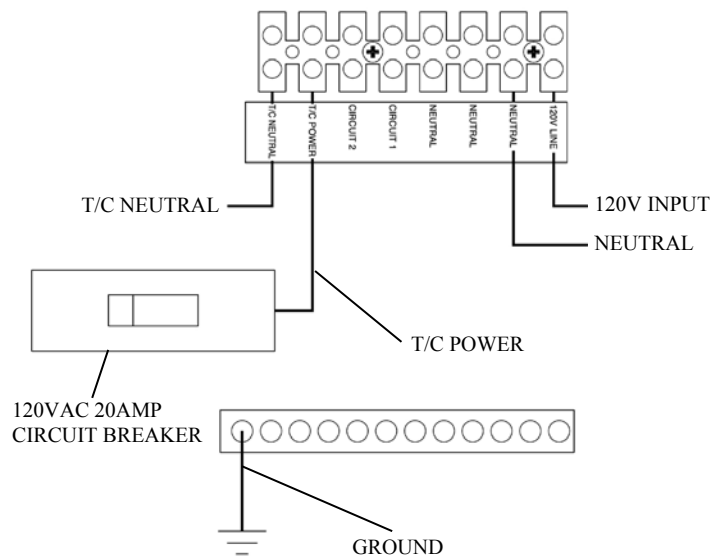 T/C NEUTRAL
T/C POWER
CIRCUIT 2
CIRCUIT 1
NEUTRAL
NEUTRAL
NEUTRAL
120V LINE
T/C NEUTRAL
120V INPUT
NEUTRAL
T/C POWER
120VAC 20AMP
CIRCUIT BREAKER
GROUND